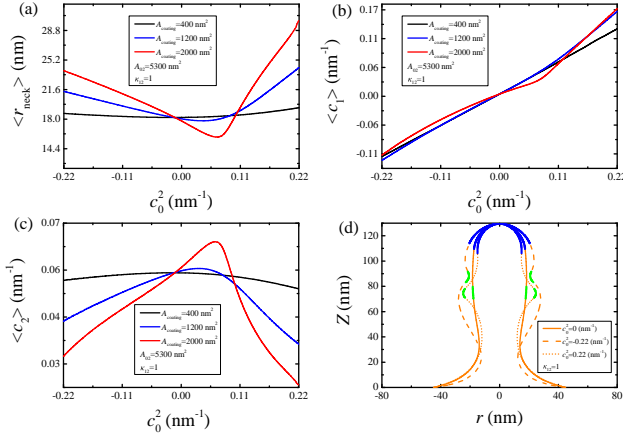 (a)
<r_neck> (nm)
28.8
25.2
21.6
18.0
14.4
A_coating=400 nm²
A_coating=1200 nm²
A_coating=2000 nm²
A_02=5300 nm²
κ_12=1
-0.22 -0.11 0.00 0.11 0.22
c_0^2 (nm⁻¹)
(b)
<c_1> (nm⁻¹)
0.17
0.11
0.06
0.00
-0.06
-0.11
A_coating=400 nm²
A_coating=1200 nm²
A_coating=2000 nm²
A_02=5300 nm²
κ_12=1
-0.22 -0.11 0.00 0.11 0.22
c_0^2 (nm⁻¹)
(c)
<c_2> (nm⁻¹)
0.07
0.06
0.04
0.03
A_coating=400 nm²
A_coating=1200 nm²
A_coating=2000 nm²
A_02=5300 nm²
κ_12=1
-0.22 -0.11 0.00 0.11 0.22
c_0^2 (nm⁻¹)
(d)
Z (nm)
120
100
80
60
40
20
0
c_0^2=0 (nm⁻¹)
c_0^2=-0.22 (nm⁻¹)
c_0^2=0.22 (nm⁻¹)
κ_12=1
-80 -40 0 40 80
r (nm)